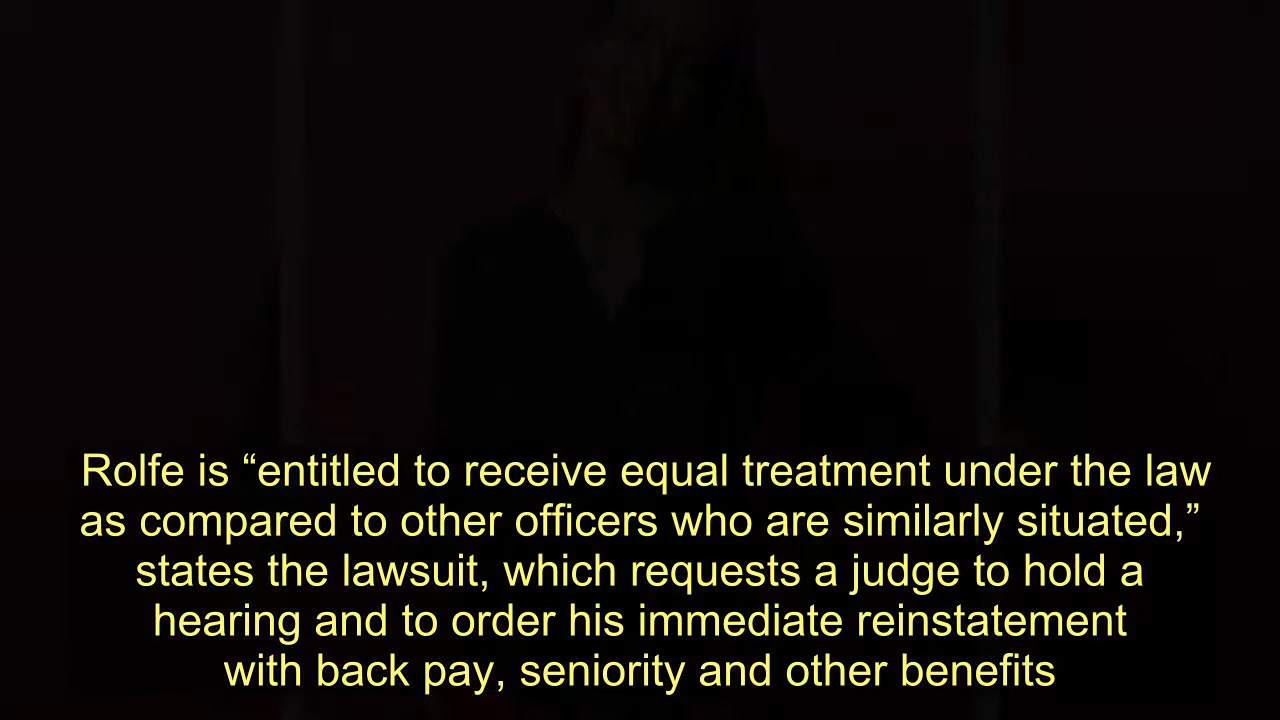 Rolfe is “entitled to receive equal treatment under the law
as compared to other officers who are similarly situated,”
states the lawsuit, which requests a judge to hold a
hearing and to order his immediate reinstatement
with back pay, seniority and other benefits